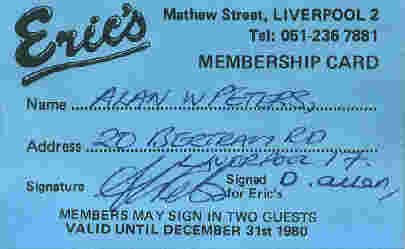 Eric's
Mathew Street, LIVERPOOL 2
Tel: 051-236 7881
MEMBERSHIP CARD
Name ALAN W PETERS
Address 20 BERTRAM RD
LIVERPOOL 17.
Signature
Signed for Eric's D. Allen
MEMBERS MAY SIGN IN TWO GUESTS
VALID UNTIL DECEMBER 31st 1980